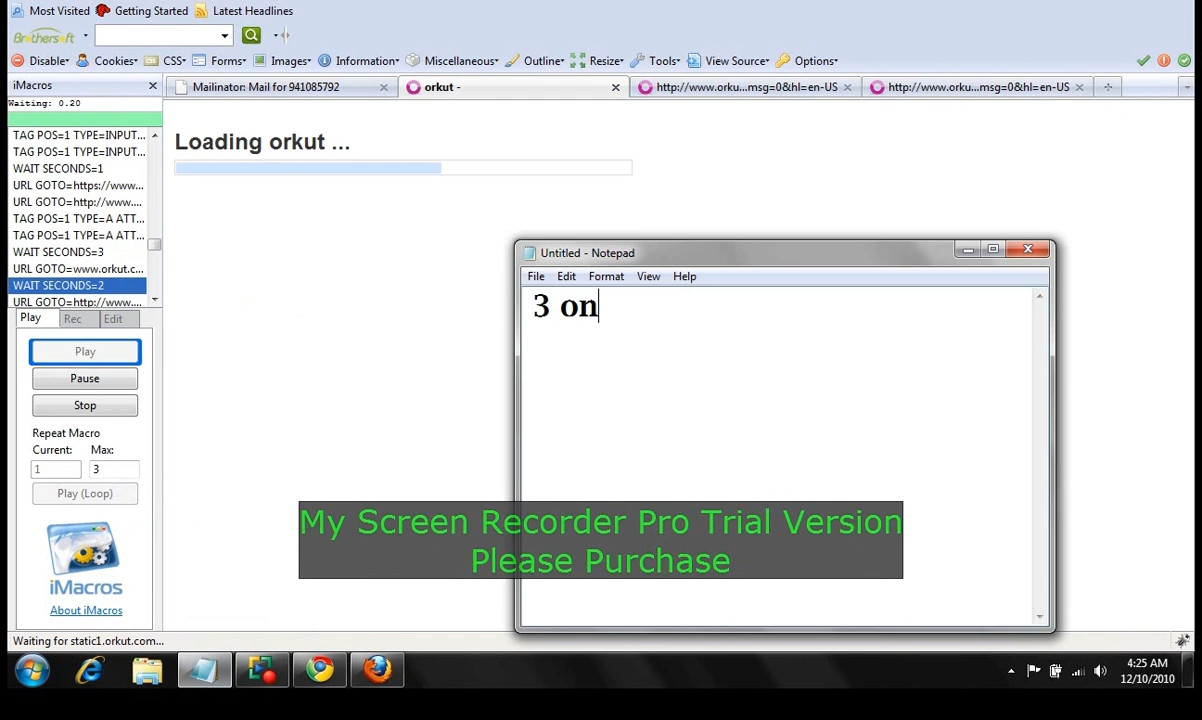 Most Visited Getting Started Latest Headlines
Brothersoft
Disable Cookies CSS Forms Images Information Miscellaneous Outline Resize Tools View Source Options
iMacros
Mailinator: Mail for 941085792
orkut -
http://www.orku...msg=0&hl=en-US
http://www.orku...msg=0&hl=en-US
Waiting: 0.20
TAG POS=1 TYPE=INPUT...
TAG POS=1 TYPE=INPUT...
WAIT SECONDS=1
URL GOTO=https://www...
URL GOTO=http://www....
TAG POS=1 TYPE=A ATT...
TAG POS=1 TYPE=A ATT...
WAIT SECONDS=3
URL GOTO=www.orkut.c...
WAIT SECONDS=2
URL GOTO=http://www....
Play Rec Edit
Play
Pause
Stop
Repeat Macro
Current: Max:
1 3
Play (Loop)
iMacros
About iMacros
Loading orkut ...
Untitled - Notepad
File Edit Format View Help
3 on
My Screen Recorder Pro Trial Version
Please Purchase
Waiting for static1.orkut.com...
4:25 AM
12/10/2010